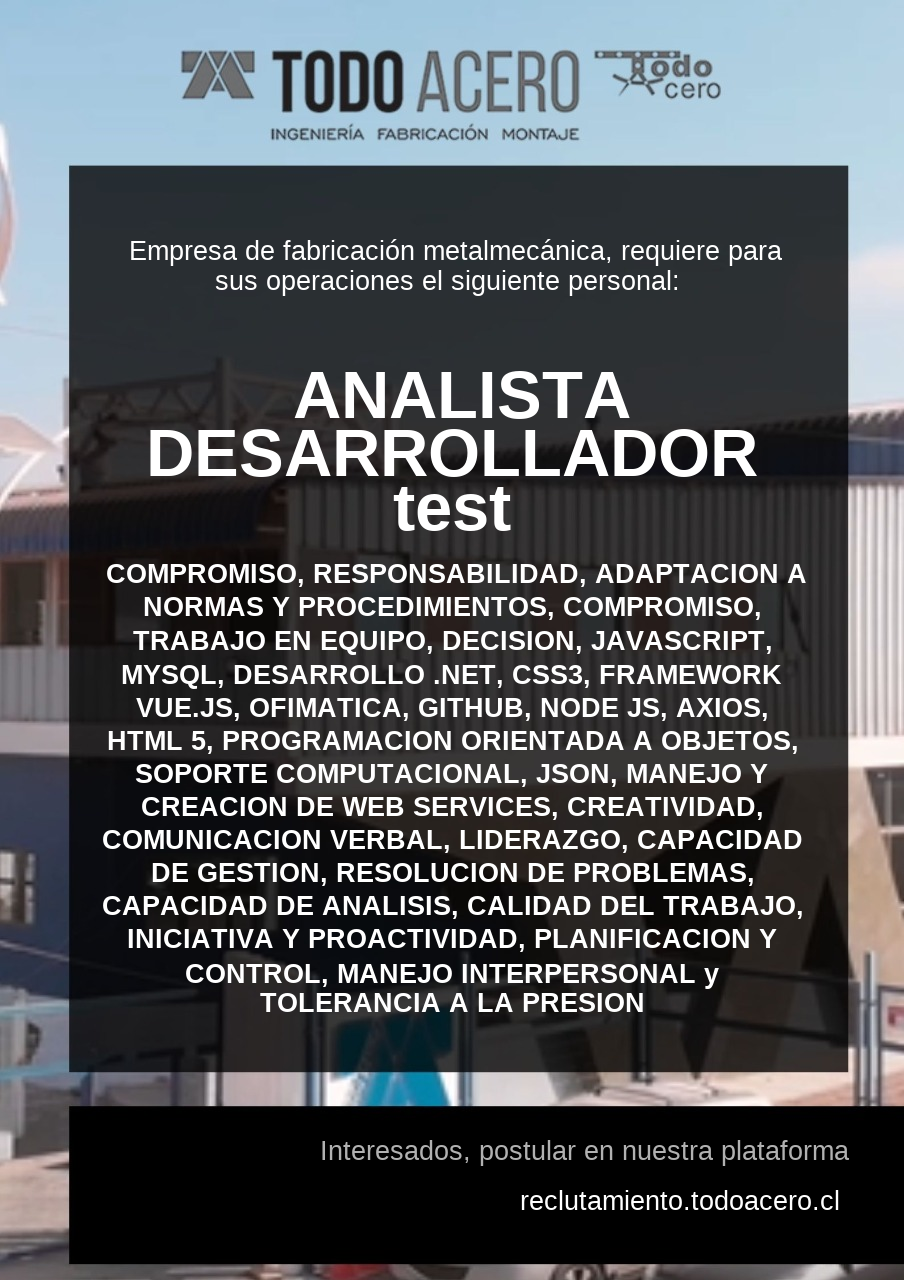 TODO ACERO
INGENIERÍA FABRICACIÓN MONTAJE
Todo
cero
Empresa de fabricación metalmecánica, requiere para
sus operaciones el siguiente personal:
ANALISTA
DESARROLLADOR
test
COMPROMISO, RESPONSABILIDAD, ADAPTACION A
NORMAS Y PROCEDIMIENTOS, COMPROMISO,
TRABAJO EN EQUIPO, DECISION, JAVASCRIPT,
MYSQL, DESARROLLO .NET, CSS3, FRAMEWORK
VUE.JS, OFIMATICA, GITHUB, NODE JS, AXIOS,
HTML 5, PROGRAMACION ORIENTADA A OBJETOS,
SOPORTE COMPUTACIONAL, JSON, MANEJO Y
CREACION DE WEB SERVICES, CREATIVIDAD,
COMUNICACION VERBAL, LIDERAZGO, CAPACIDAD
DE GESTION, RESOLUCION DE PROBLEMAS,
CAPACIDAD DE ANALISIS, CALIDAD DEL TRABAJO,
INICIATIVA Y PROACTIVIDAD, PLANIFICACION Y
CONTROL, MANEJO INTERPERSONAL y
TOLERANCIA A LA PRESION
Interesados, postular en nuestra plataforma
reclutamiento.todoacero.cl